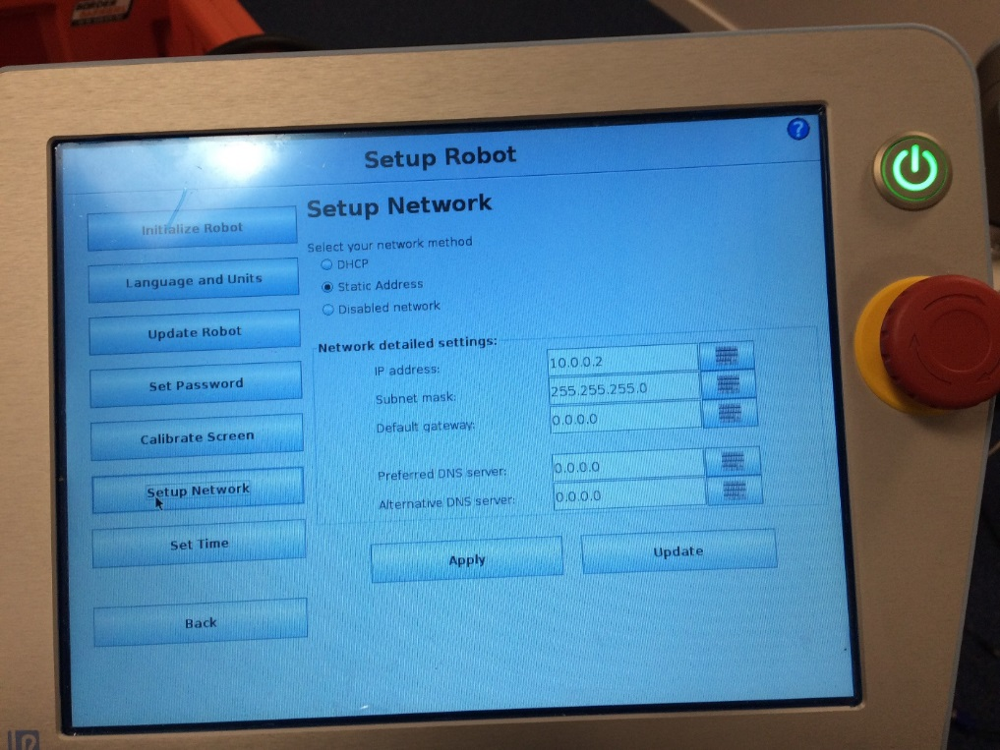 Setup Robot
?
Initialize Robot
Language and Units
Update Robot
Set Password
Calibrate Screen
Setup Network
Set Time
Back
Setup Network
Select your network method
DHCP
Static Address
Disabled network
Network detailed settings:
IP address: 10.0.0.2
Subnet mask: 255.255.255.0
Default gateway: 0.0.0.0
Preferred DNS server: 0.0.0.0
Alternative DNS server: 0.0.0.0
Apply
Update